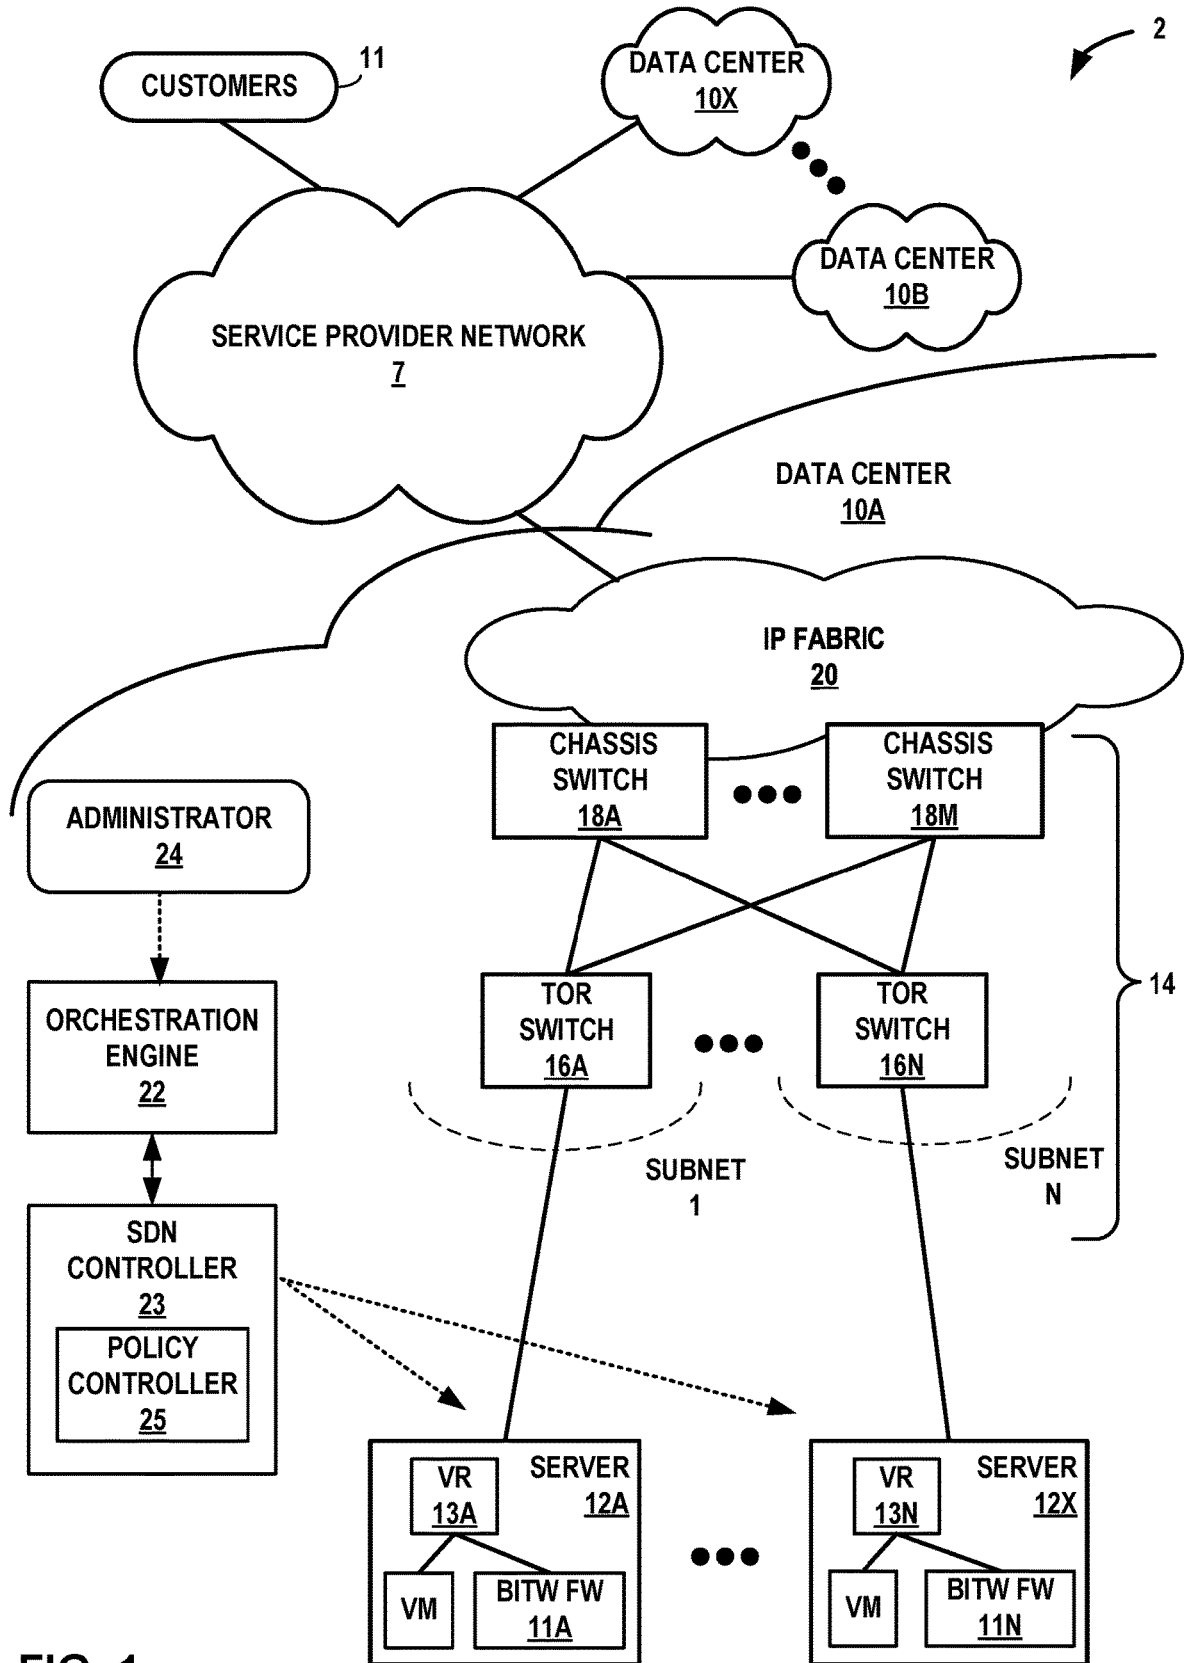 2
11
CUSTOMERS
DATA CENTER
10X
DATA CENTER
10B
SERVICE PROVIDER NETWORK
7
DATA CENTER
10A
IP FABRIC
20
CHASSIS
SWITCH
18A
CHASSIS
SWITCH
18M
ADMINISTRATOR
24
14
TOR
SWITCH
16A
TOR
SWITCH
16N
ORCHESTRATION
ENGINE
22
SUBNET
1
SUBNET
N
SDN
CONTROLLER
23
POLICY
CONTROLLER
25
VR
13A
SERVER
12A
VM
BITW FW
11A
VR
13N
SERVER
12X
VM
BITW FW
11N
FIG. 1